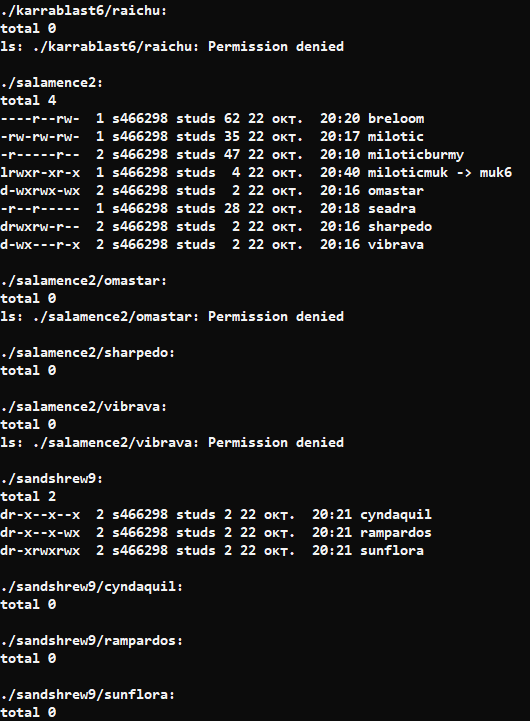 ./karrablast6/raichu:
total 0
ls: ./karrablast6/raichu: Permission denied

./salamence2:
total 4
----r--rw-  1 s466298 studs 62 22 окт.  20:20 breloom
-rw-rw-rw-  1 s466298 studs 35 22 окт.  20:17 milotic
-r-----r--  2 s466298 studs 47 22 окт.  20:10 miloticburmy
lrwxr-xr-x  1 s466298 studs  4 22 окт.  20:40 miloticmuk -> muk6
d-wxrwx-wx  2 s466298 studs  2 22 окт.  20:16 omastar
-r--r-----  1 s466298 studs 28 22 окт.  20:18 seadra
drwxrw-r--  2 s466298 studs  2 22 окт.  20:16 sharpedo
d-wx---r-x  2 s466298 studs  2 22 окт.  20:16 vibrava

./salamence2/omastar:
total 0
ls: ./salamence2/omastar: Permission denied

./salamence2/sharpedo:
total 0

./salamence2/vibrava:
total 0
ls: ./salamence2/vibrava: Permission denied

./sandshrew9:
total 2
dr-x--x--x  2 s466298 studs 2 22 окт.  20:21 cyndaquil
dr-x--x-wx  2 s466298 studs 2 22 окт.  20:21 rampardos
dr-xrwxrwx  2 s466298 studs 2 22 окт.  20:21 sunflora

./sandshrew9/cyndaquil:
total 0

./sandshrew9/rampardos:
total 0

./sandshrew9/sunflora:
total 0